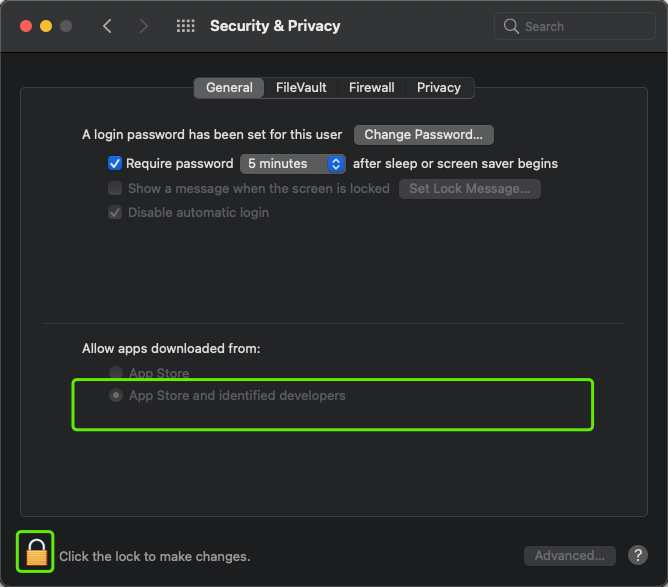 Security & Privacy
Search
General FileVault Firewall Privacy
A login password has been set for this user Change Password...
Require password 5 minutes after sleep or screen saver begins
Show a message when the screen is locked Set Lock Message...
Disable automatic login
Allow apps downloaded from:
App Store
App Store and identified developers
Click the lock to make changes.
Advanced... ?